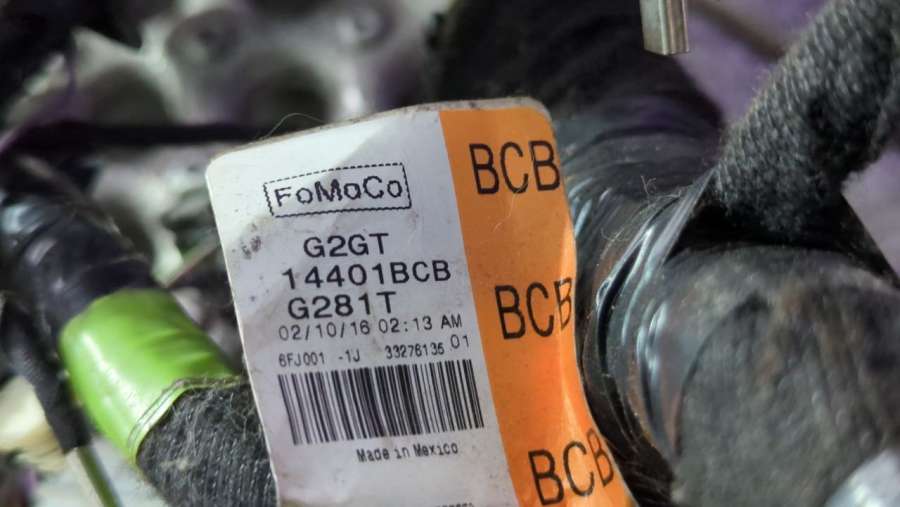 FoMoCo
G2GT
14401BCB
G281T
02/10/16 02:13 AM
6FJ001 -1J 33276135 01
Made in Mexico
BCB
BCB
BCB